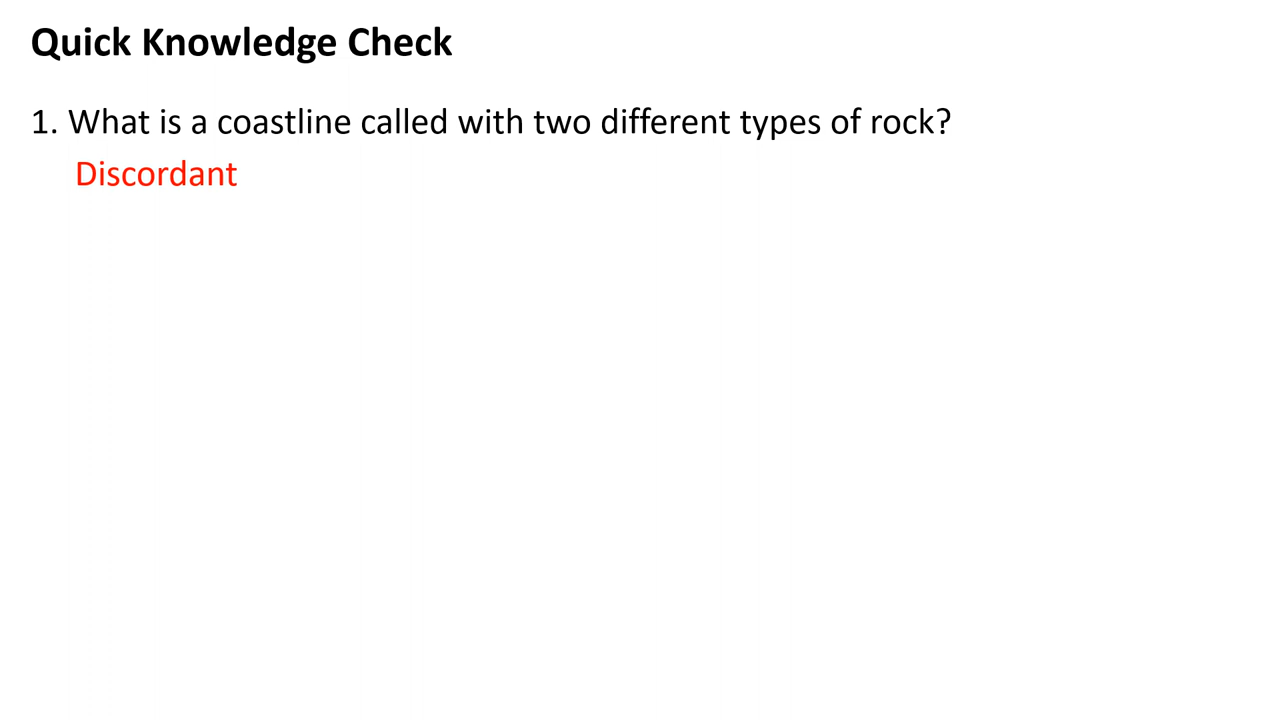 Quick Knowledge Check
1. What is a coastline called with two different types of rock?
Discordant